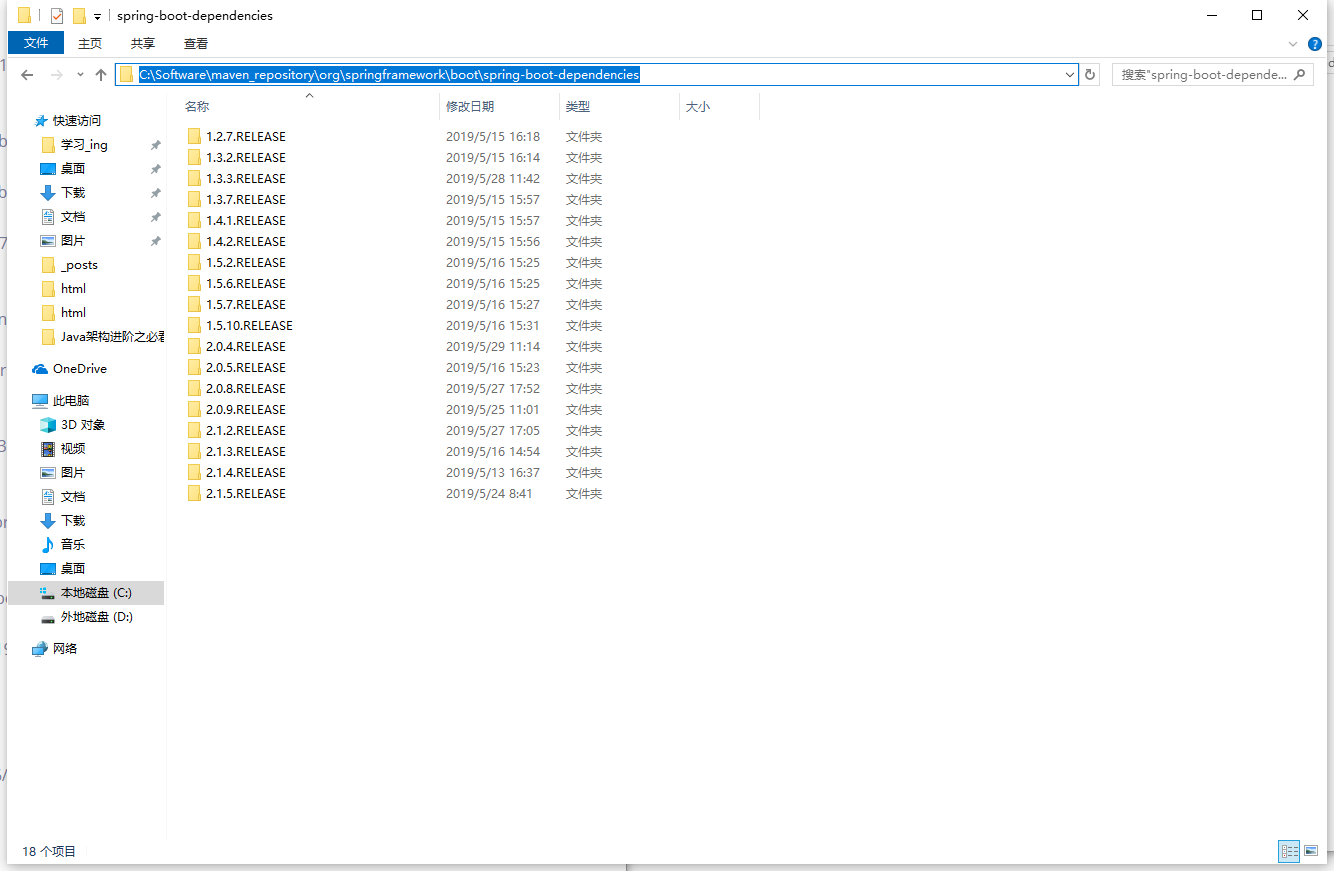 spring-boot-dependencies
文件 主页 共享 查看
C:\Software\maven_repository\org\springframework\boot\spring-boot-dependencies
搜索"spring-boot-depende...
名称 修改日期 类型 大小
快速访问
学习_ing
桌面
下载
文档
图片
_posts
html
html
Java架构进阶之必看
OneDrive
此电脑
3D 对象
视频
图片
文档
下载
音乐
桌面
本地磁盘 (C:)
外地磁盘 (D:)
网络
1.2.7.RELEASE 2019/5/15 16:18 文件夹
1.3.2.RELEASE 2019/5/15 16:14 文件夹
1.3.3.RELEASE 2019/5/28 11:42 文件夹
1.3.7.RELEASE 2019/5/15 15:57 文件夹
1.4.1.RELEASE 2019/5/15 15:57 文件夹
1.4.2.RELEASE 2019/5/15 15:56 文件夹
1.5.2.RELEASE 2019/5/16 15:25 文件夹
1.5.6.RELEASE 2019/5/16 15:25 文件夹
1.5.7.RELEASE 2019/5/16 15:27 文件夹
1.5.10.RELEASE 2019/5/16 15:31 文件夹
2.0.4.RELEASE 2019/5/29 11:14 文件夹
2.0.5.RELEASE 2019/5/16 15:23 文件夹
2.0.8.RELEASE 2019/5/27 17:52 文件夹
2.0.9.RELEASE 2019/5/25 11:01 文件夹
2.1.2.RELEASE 2019/5/27 17:05 文件夹
2.1.3.RELEASE 2019/5/16 14:54 文件夹
2.1.4.RELEASE 2019/5/13 16:37 文件夹
2.1.5.RELEASE 2019/5/24 8:41 文件夹
18 个项目